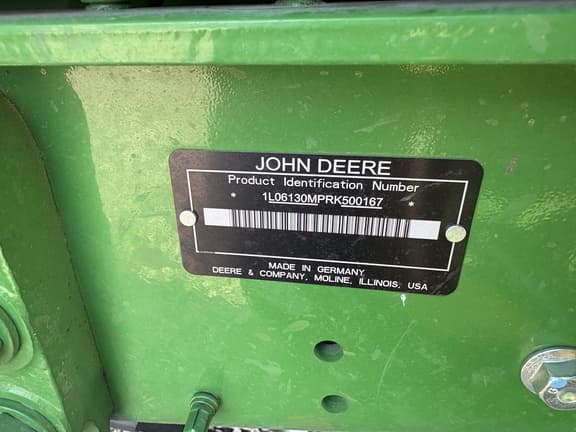 JOHN DEERE
Product Identification Number
* 1L06130MPRK500167 *
MADE IN GERMANY
DEERE & COMPANY, MOLINE, ILLINOIS, USA